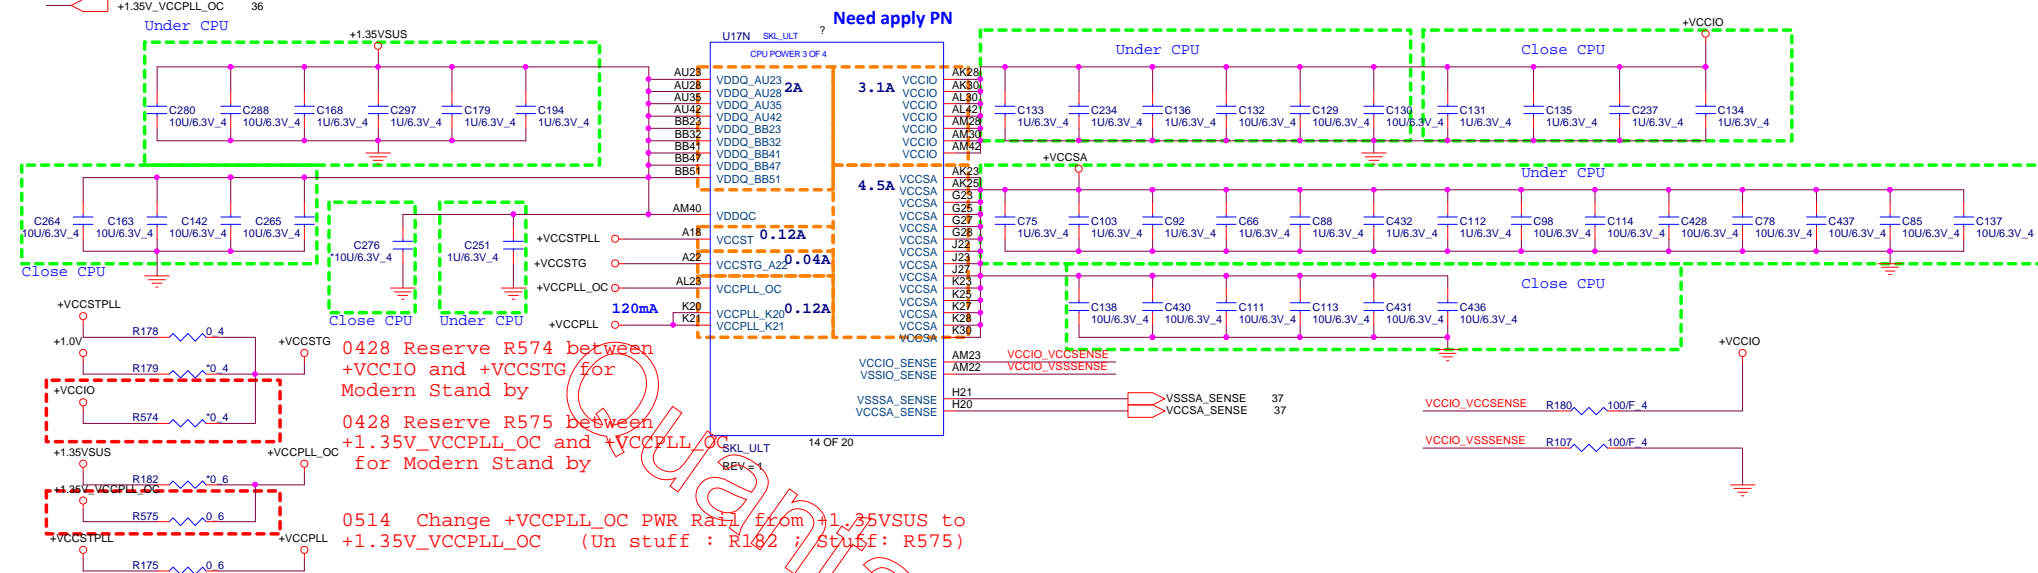 +1.35V_VCCPLL_OC 36
Under CPU
+1.35VSUS
C280 10U/6.3V_4
C288 10U/6.3V_4
C168 1U/6.3V_4
C297 10U/6.3V_4
C179 1U/6.3V_4
C194 1U/6.3V_4
C264 10U/6.3V_4
C163 10U/6.3V_4
C142 10U/6.3V_4
C265 10U/6.3V_4
Close CPU
C276 *10U/6.3V_4
Close CPU
C251 1U/6.3V_4
Under CPU
Need apply PN
U17N SKL_ULT ?
CPU POWER 3 OF 4
AU23 VDDQ_AU23
AU28 VDDQ_AU28
AU35 VDDQ_AU35
AU42 VDDQ_AU42
BB23 VDDQ_BB23
BB32 VDDQ_BB32
BB41 VDDQ_BB41
BB47 VDDQ_BB47
BB51 VDDQ_BB51
2A
AM40 VDDQC
+VCCSTPLL A18 VCCST 0.12A
+VCCSTG A22 VCCSTG_A22 0.04A
+VCCPLL_OC AL23 VCCPLL_OC
120mA
+VCCPLL
K20 VCCPLL_K20 0.12A
K21 VCCPLL_K21
3.1A
VCCIO AK28
VCCIO AK30
VCCIO AL30
VCCIO AL42
VCCIO AM28
VCCIO AM30
VCCIO AM42
4.5A
VCCSA AK23
VCCSA AK25
VCCSA G23
VCCSA G25
VCCSA G27
VCCSA G28
VCCSA J22
VCCSA J23
VCCSA J27
VCCSA K23
VCCSA K25
VCCSA K27
VCCSA K28
VCCSA K30
VCCIO_SENSE AM23 VCCIO_VCCSENSE
VSSIO_SENSE AM22 VCCIO_VSSSENSE
VSSSA_SENSE H21 VSSSA_SENSE 37
VCCSA_SENSE H20 VCCSA_SENSE 37
14 OF 20
SKL_ULT
REV = 1
Under CPU
Close CPU
+VCCIO
C133 1U/6.3V_4
C234 1U/6.3V_4
C136 1U/6.3V_4
C132 1U/6.3V_4
C129 1U/6.3V_4
C130 10U/6.3V_4
C131 1U/6.3V_4
C135 1U/6.3V_4
C237 1U/6.3V_4
C134 1U/6.3V_4
+VCCSA
Under CPU
C75 1U/6.3V_4
C103 1U/6.3V_4
C92 1U/6.3V_4
C66 1U/6.3V_4
C88 1U/6.3V_4
C432 10U/6.3V_4
C112 1U/6.3V_4
C98 10U/6.3V_4
C114 10U/6.3V_4
C428 10U/6.3V_4
C78 10U/6.3V_4
C437 10U/6.3V_4
C85 10U/6.3V_4
C137 10U/6.3V_4
Close CPU
C138 10U/6.3V_4
C430 10U/6.3V_4
C111 10U/6.3V_4
C113 10U/6.3V_4
C431 10U/6.3V_4
C436 10U/6.3V_4
+VCCIO
VCCIO_VCCSENSE R180 100/F_4
VCCIO_VSSSENSE R107 100/F_4
+VCCSTPLL
R178 0_4
+1.0V
+VCCSTG
R179 *0_4
+VCCIO
R574 *0_4
+1.35VSUS
+VCCPLL_OC
R182 *0_6
+1.35V_VCCPLL_OC
R575 0_6
+VCCSTPLL
+VCCPLL
R175 0_6
0428 Reserve R574 between
+VCCIO and +VCCSTG for
Modern Stand by
0428 Reserve R575 between
+1.35V_VCCPLL_OC and +VCCPLL_OC
for Modern Stand by
0514 Change +VCCPLL_OC PWR Rail from +1.35VSUS to
+1.35V_VCCPLL_OC (Un stuff : R182 ; Stuff: R575)